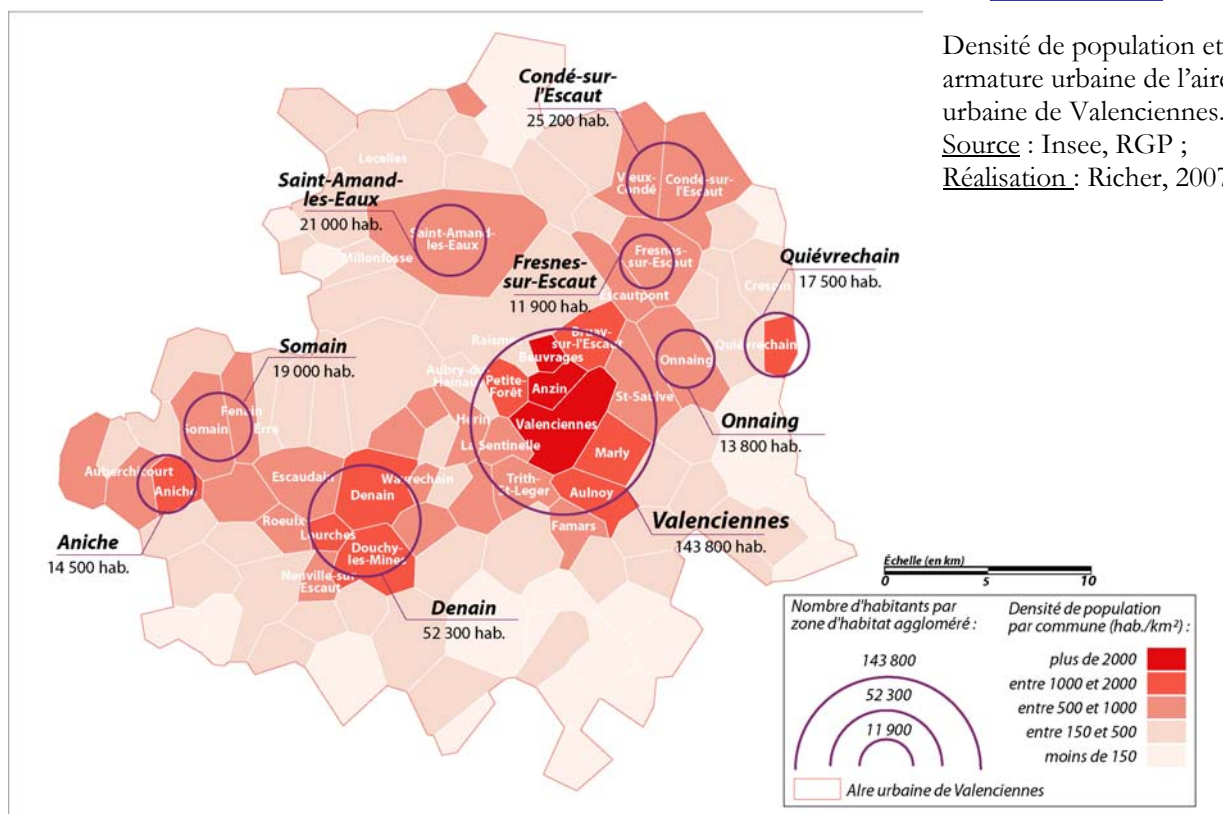 Densité de population et
armature urbaine de l'aire
urbaine de Valenciennes.
Source : Insee, RGP ;
Réalisation : Richer, 2007
Condé-sur-
l'Escaut
25 200 hab.
Lecelles
Saint-Amand-
les-Eaux
21 000 hab.
Vieux-
Condé
Condé-sur-
l'Escaut
Saint-Amand-
les-Eaux
Millonfosse
Fresnes-
sur-Escaut
11 900 hab.
Fresnes-
sur-Escaut
Escautpont
Quiévrechain
17 500 hab.
Crespin
Quiévrechain
Somain
19 000 hab.
Raismes
Bruay-
sur-l'Escaut
Beuvrages
Onnaing
Aubry-du-
Hainaut
Petite-
Forêt
Anzin
St-Saulve
Fenain
Somain
Erre
Hérin
Valenciennes
La Sentinelle
Marly
Onnaing
13 800 hab.
Auberchicourt
Aniche
Escaudain
Denain
Wavrechain
Trith-
St-Leger
Aulnoy
Famars
Roeulx
Lourches
Douchy-
les-Mines
Neuville-sur-
Escaut
Valenciennes
143 800 hab.
Aniche
14 500 hab.
Denain
52 300 hab.
Échelle (en km)
0 5 10
Nombre d'habitants par
zone d'habitat aggloméré :
143 800
52 300
11 900
Densité de population
par commune (hab./km²) :
plus de 2000
entre 1000 et 2000
entre 500 et 1000
entre 150 et 500
moins de 150
AIre urbaine de Valenciennes